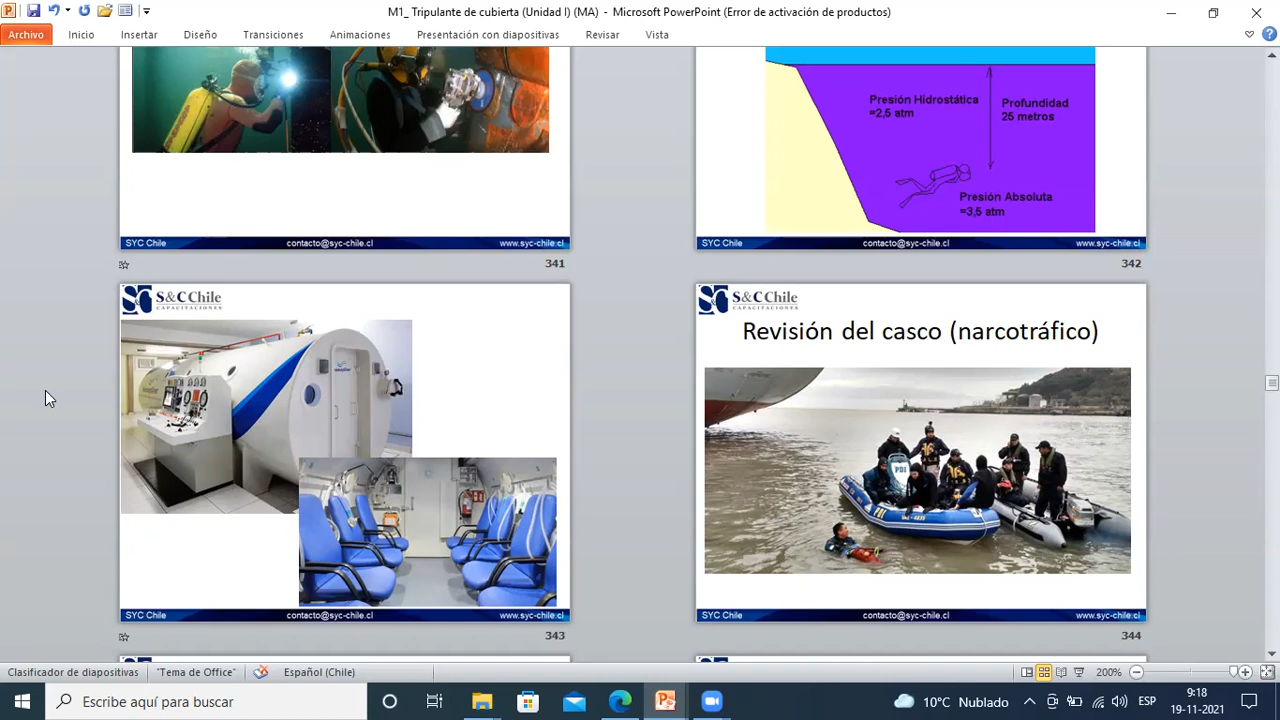 M1_ Tripulante de cubierta (Unidad I) (MA) - Microsoft PowerPoint (Error de activación de productos)
Archivo Inicio Insertar Diseño Transiciones Animaciones Presentación con diapositivas Revisar Vista
Presión Hidrostática
=2,5 atm
Profundidad
25 metros
Presión Absoluta
=3,5 atm
SYC Chile contacto@syc-chile.cl www.syc-chile.cl
341
SYC Chile contacto@syc-chile.cl www.syc-chile.cl
342
S&C Chile
CAPACITACIONES
SYC Chile contacto@syc-chile.cl www.syc-chile.cl
343
S&C Chile
CAPACITACIONES
Revisión del casco (narcotráfico)
PDI
PDI
SYC Chile contacto@syc-chile.cl www.syc-chile.cl
344
Clasificador de diapositivas "Tema de Office" Español (Chile) 200%
Escribe aquí para buscar
10°C Nublado
ESP
9:18
19-11-2021